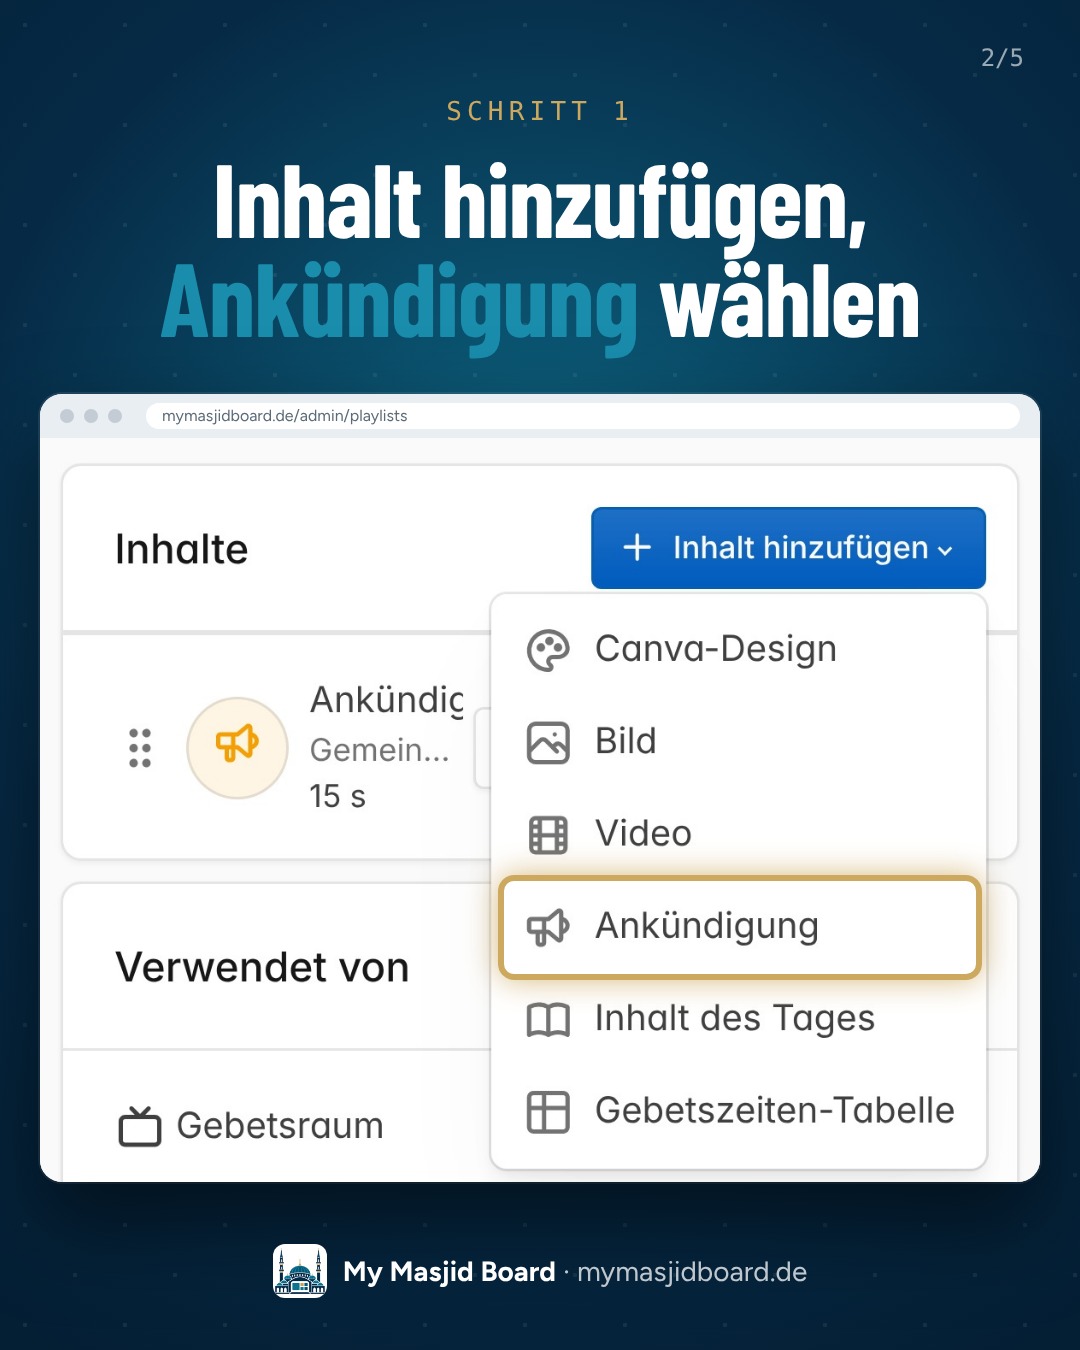 2/5
SCHRITT 1
Inhalt hinzufügen,
Ankündigung wählen
mymasjidboard.de/admin/playlists
Inhalte
+ Inhalt hinzufügen
Canva-Design
Bild
Video
Ankündigung
Inhalt des Tages
Gebetszeiten-Tabelle
Ankündig
Gemein...
15 s
Verwendet von
Gebetsraum
My Masjid Board · mymasjidboard.de